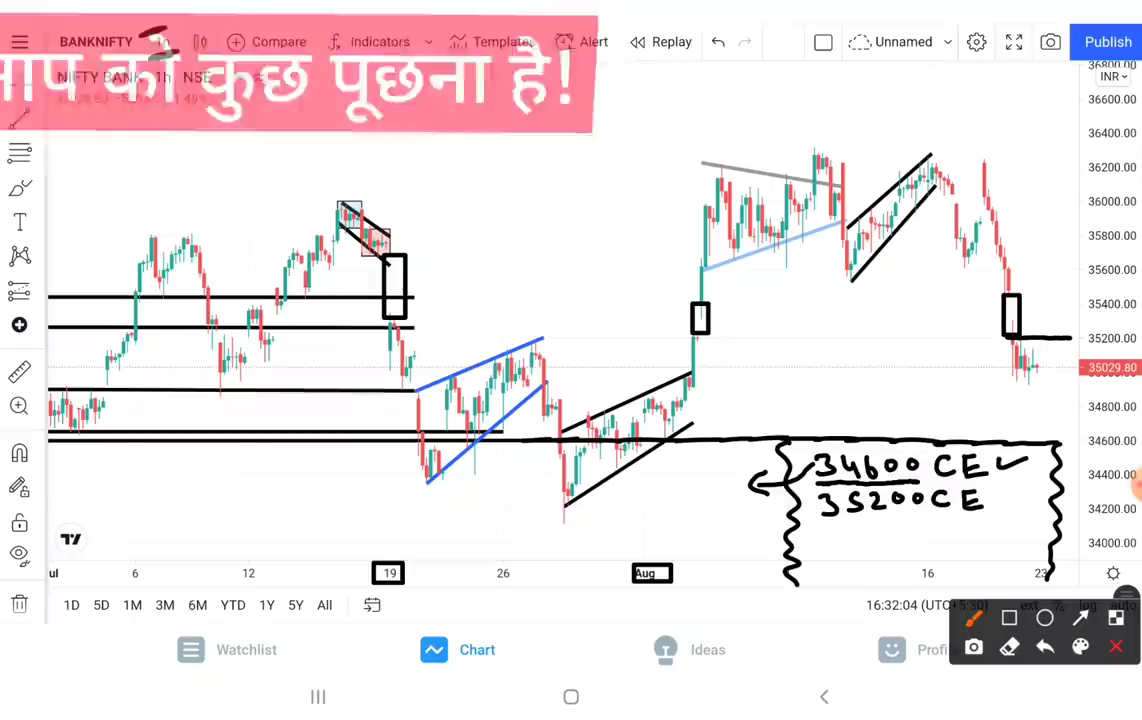 BANKNIFTY
Compare
Indicators
Alert
Replay
Unnamed
Publish
NIFTY BANK 1h NSE
को कुछ पूछना है!
INR
36800.00
36600.00
36400.00
36200.00
36000.00
35800.00
35600.00
35400.00
35200.00
35029.80
34800.00
34600.00
34400.00
34200.00
34000.00
34600 CE
35200 CE
ul 6 12 19 26 Aug 16 23
1D 5D 1M 3M 6M YTD 1Y 5Y All
16:32:04 (UTC+5:30) ext % log auto
Watchlist
Chart
Ideas
Profi